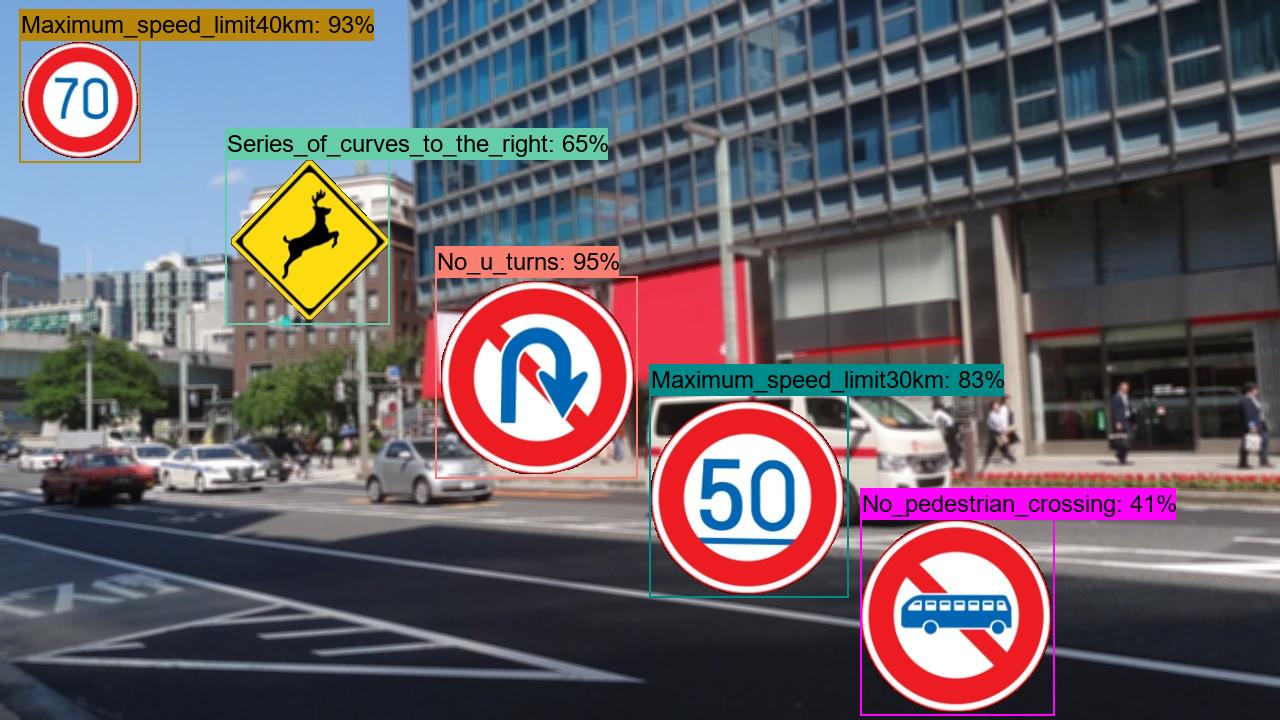 Maximum_speed_limit40km: 93%
70
Series_of_curves_to_the_right: 65%
No_u_turns: 95%
Maximum_speed_limit30km: 83%
50
No_pedestrian_crossing: 41%